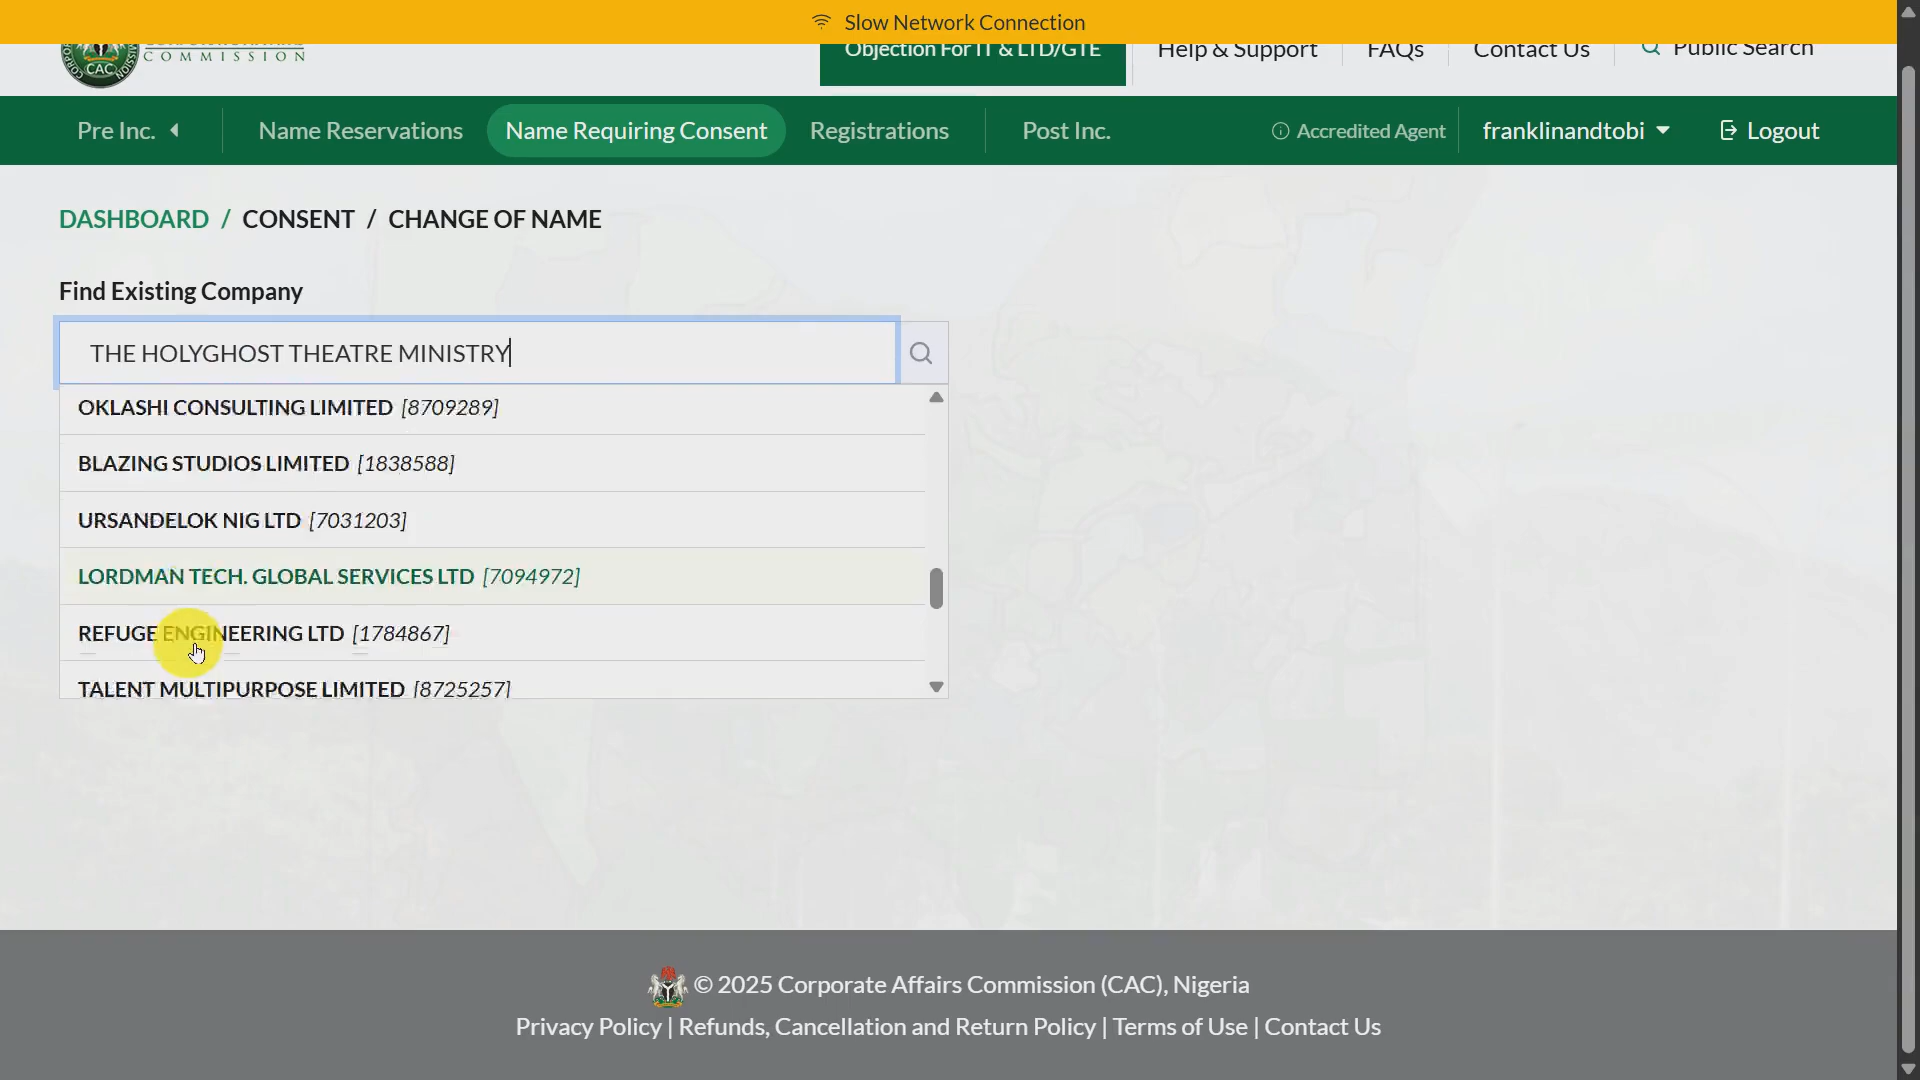 Slow Network Connection
COMMISSION
CAC
Objection For IT & LTD/GTE
Help & Support
FAQs
Contact Us
Public Search
Pre Inc.
Name Reservations
Name Requiring Consent
Registrations
Post Inc.
Accredited Agent
franklinandtobi
Logout
DASHBOARD / CONSENT / CHANGE OF NAME
Find Existing Company
THE HOLYGHOST THEATRE MINISTRY
OKLASHI CONSULTING LIMITED [8709289]
BLAZING STUDIOS LIMITED [1838588]
URSANDELOK NIG LTD [7031203]
LORDMAN TECH. GLOBAL SERVICES LTD [7094972]
REFUGE ENGINEERING LTD [1784867]
TALENT MULTIPURPOSE LIMITED [8725257]
© 2025 Corporate Affairs Commission (CAC), Nigeria
Privacy Policy | Refunds, Cancellation and Return Policy | Terms of Use | Contact Us